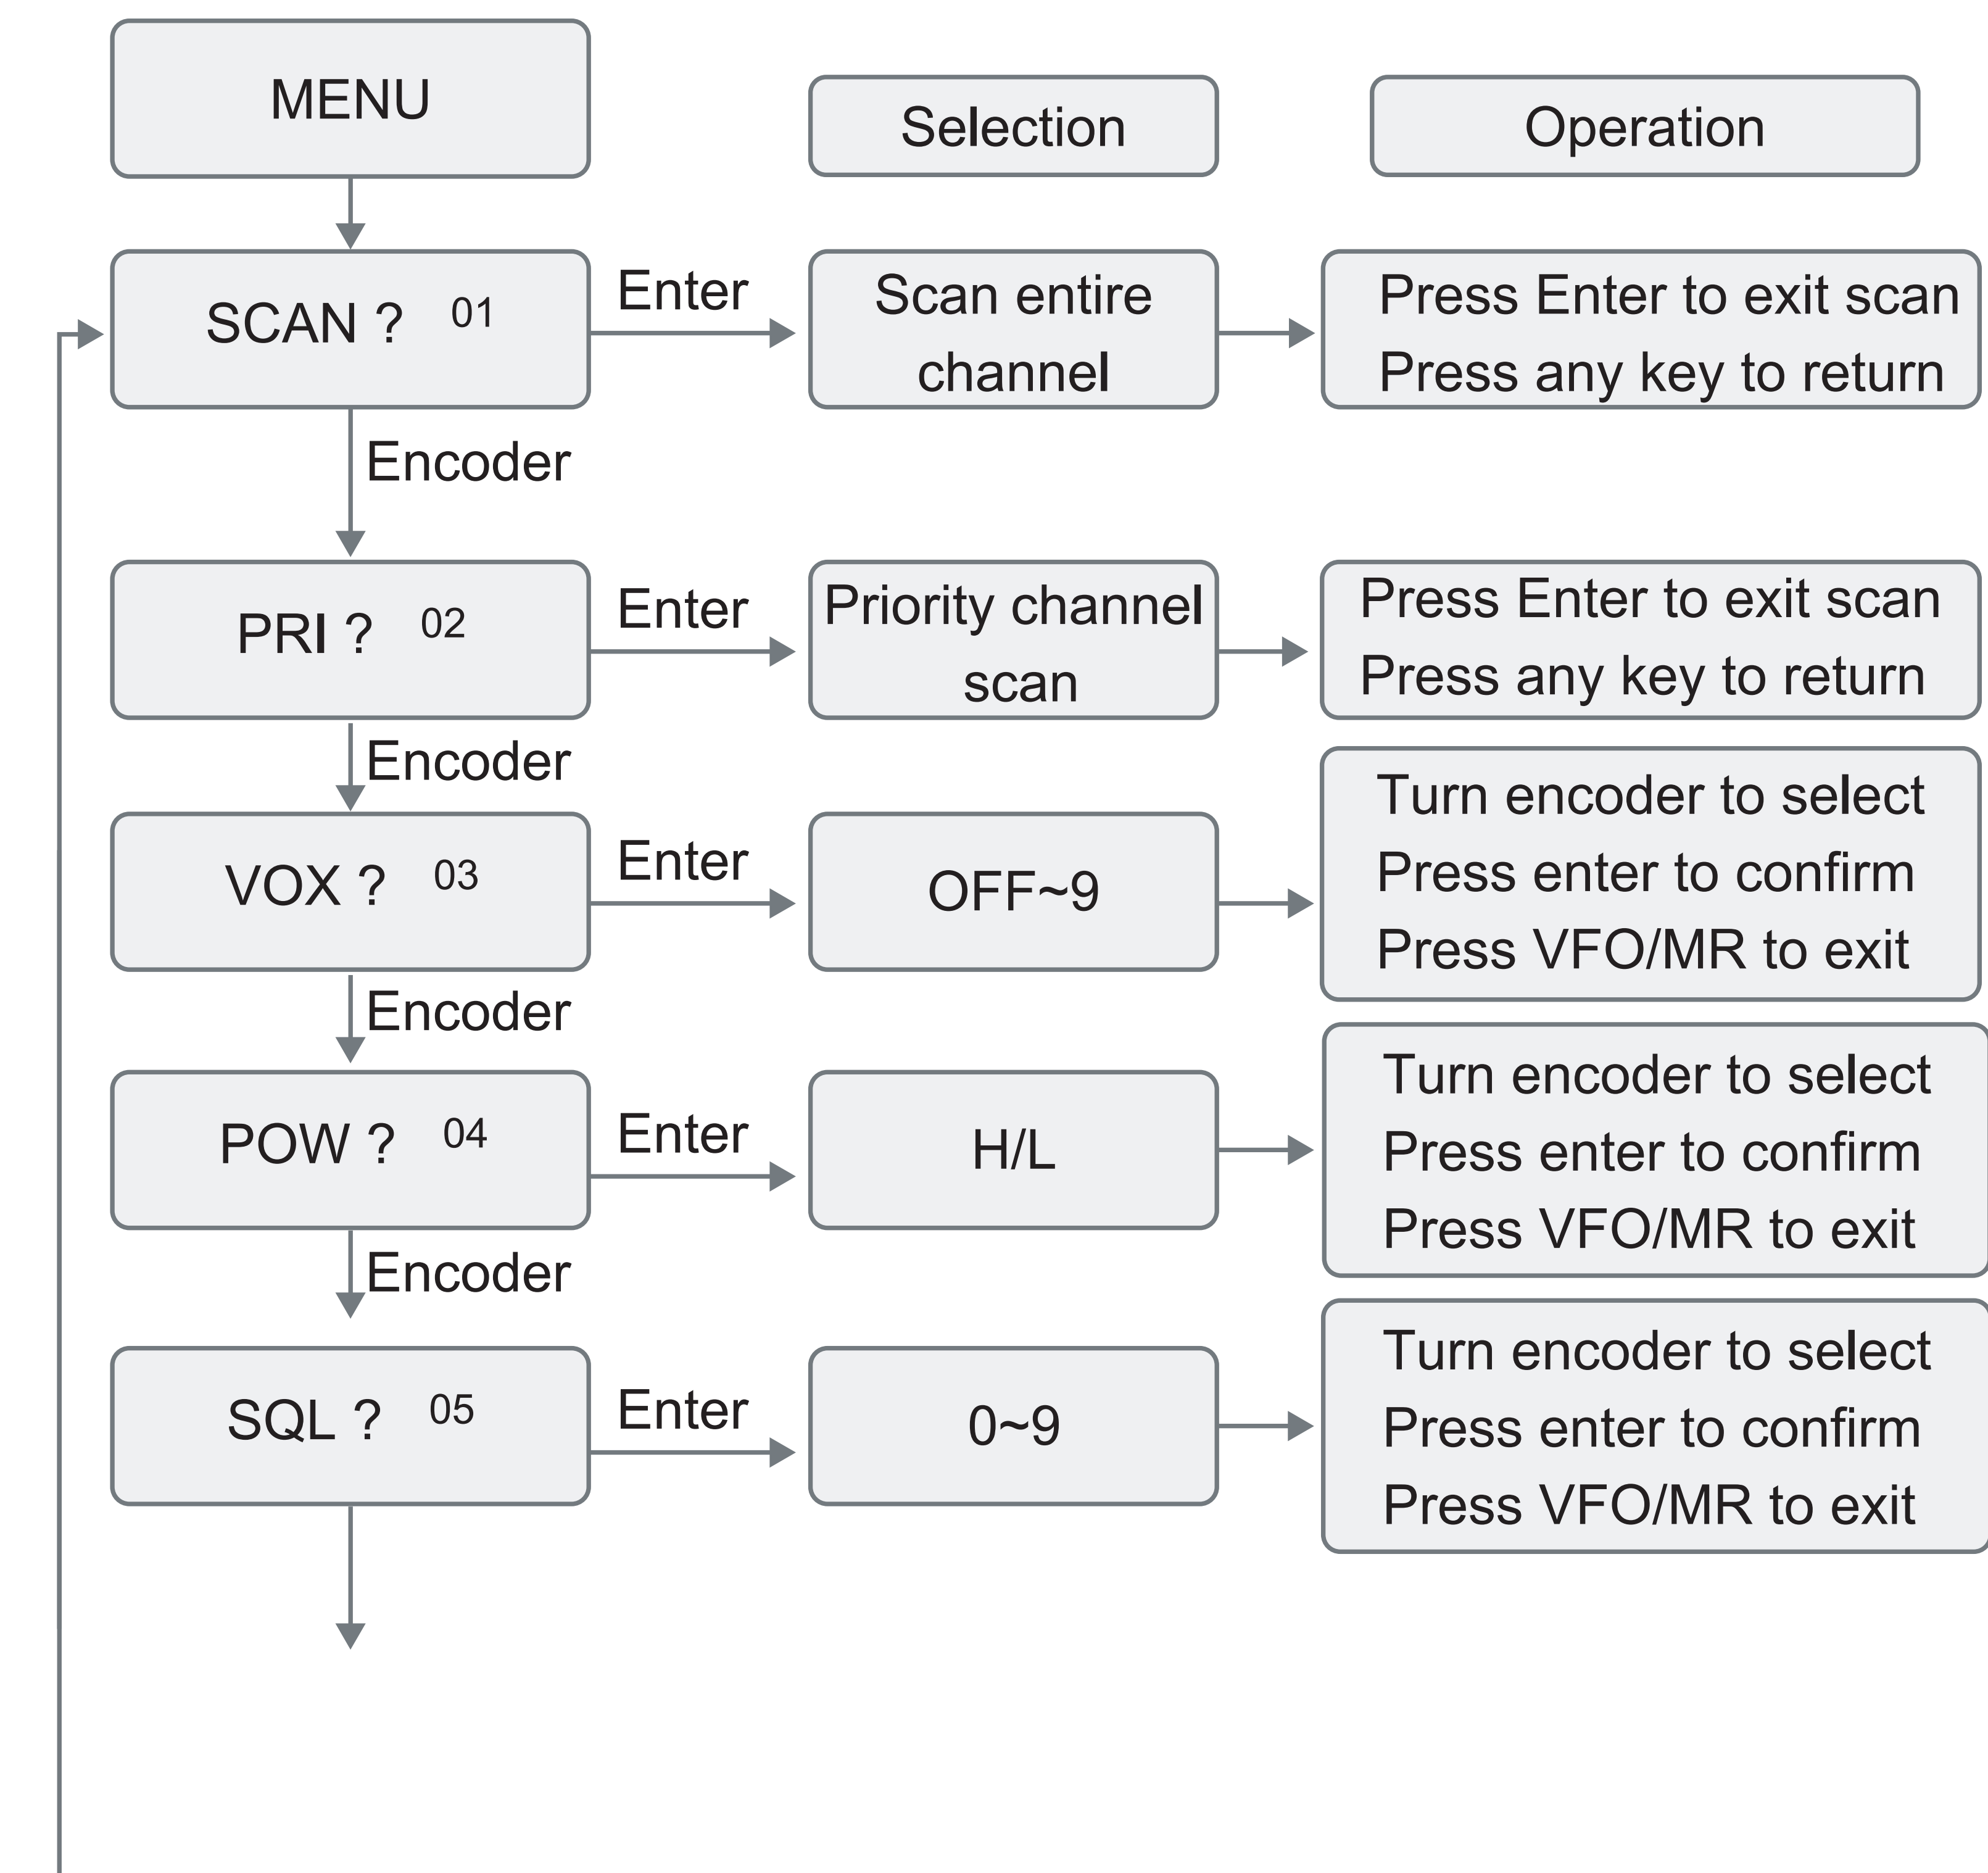 MENU
Selection
Operation
SCAN ? 01
Enter
Scan entire
channel
Press Enter to exit scan
Press any key to return
Encoder
PRI ? 02
Enter
Priority channel
scan
Press Enter to exit scan
Press any key to return
Encoder
VOX ? 03
Enter
OFF~9
Turn encoder to select
Press enter to confirm
Press VFO/MR to exit
Encoder
POW ? 04
Enter
H/L
Turn encoder to select
Press enter to confirm
Press VFO/MR to exit
Encoder
SQL ? 05
Enter
0~9
Turn encoder to select
Press enter to confirm
Press VFO/MR to exit